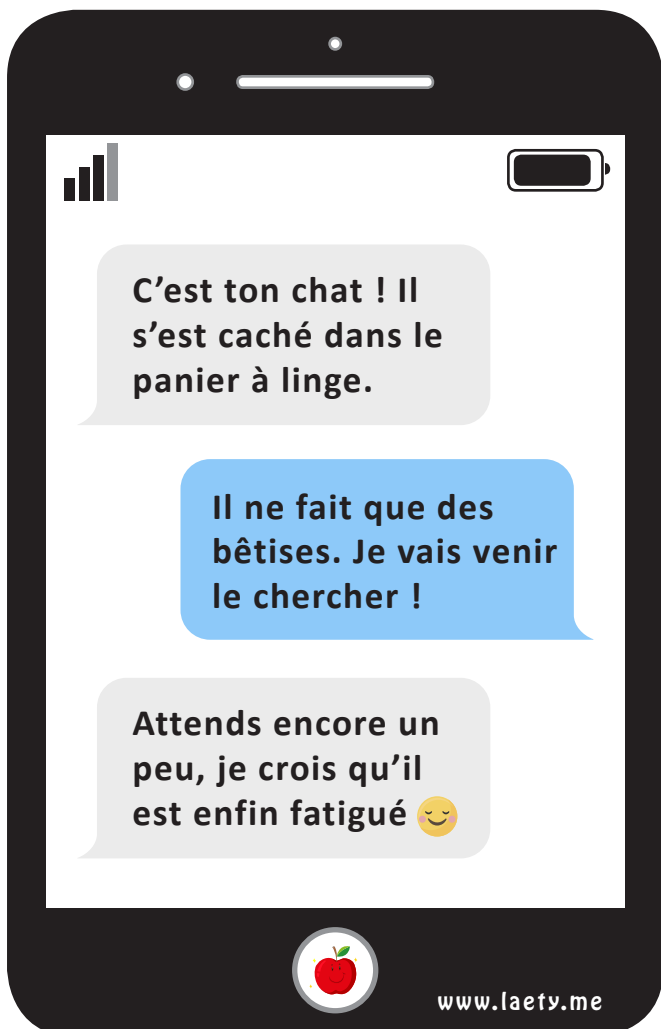 C’est ton chat ! Il
s’est caché dans le
panier à linge.
Il ne fait que des
bêtises. Je vais venir
le chercher !
Attends encore un
peu, je crois qu’il
est enfin fatigué
www.laety.me